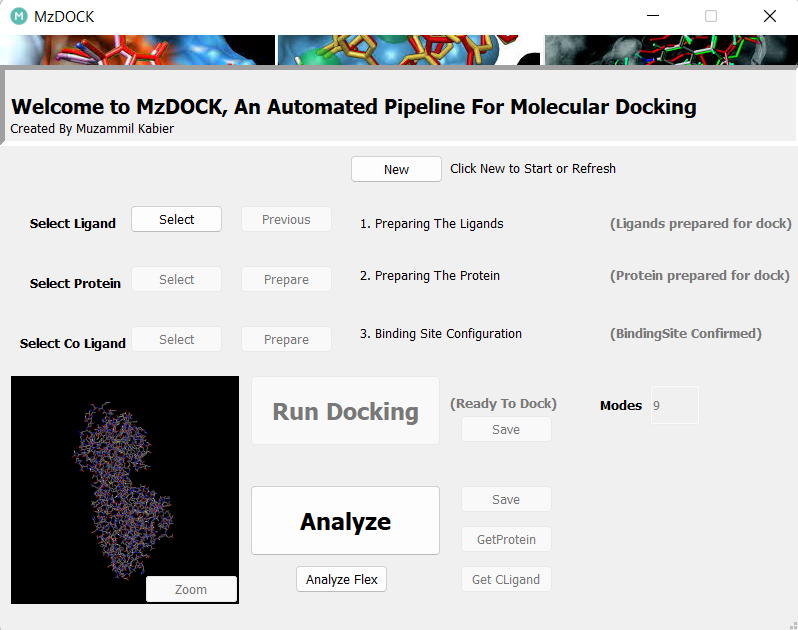 MzDOCK
Welcome to MzDOCK, An Automated Pipeline For Molecular Docking
Created By Muzammil Kabier
New Click New to Start or Refresh
Select Ligand Select Previous 1. Preparing The Ligands (Ligands prepared for dock)
Select Protein Select Prepare 2. Preparing The Protein (Protein prepared for dock)
Select Co Ligand Select Prepare 3. Binding Site Configuration (BindingSite Confirmed)
Run Docking (Ready To Dock) Modes 9
Save
Analyze Save
GetProtein
Zoom Analyze Flex Get CLigand